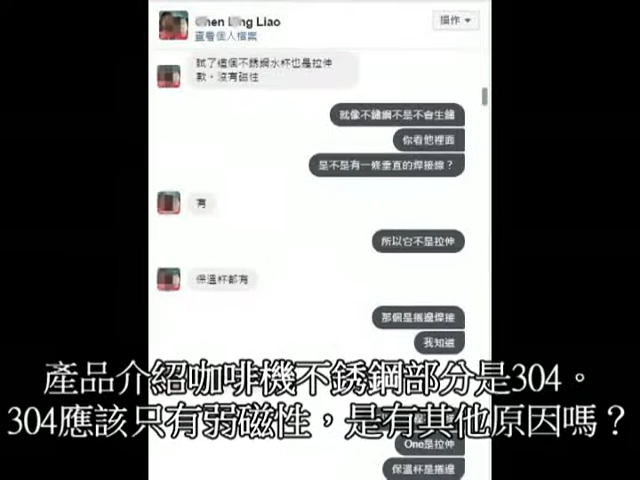 Chen Ling Liao
查看個人檔案
操作
試了這個不銹鋼水杯也是拉伸
款，沒有磁性
就像不鏽鋼不是不會生鏽
你看他裡面
是不是有一條垂直的焊接線？
有
所以它不是拉伸
保溫杯都有
那個是捲邊焊接
我知道
產品介紹咖啡機不銹鋼部分是304。
304應該只有弱磁性，是有其他原因嗎？
One是拉伸
保溫杯是捲邊